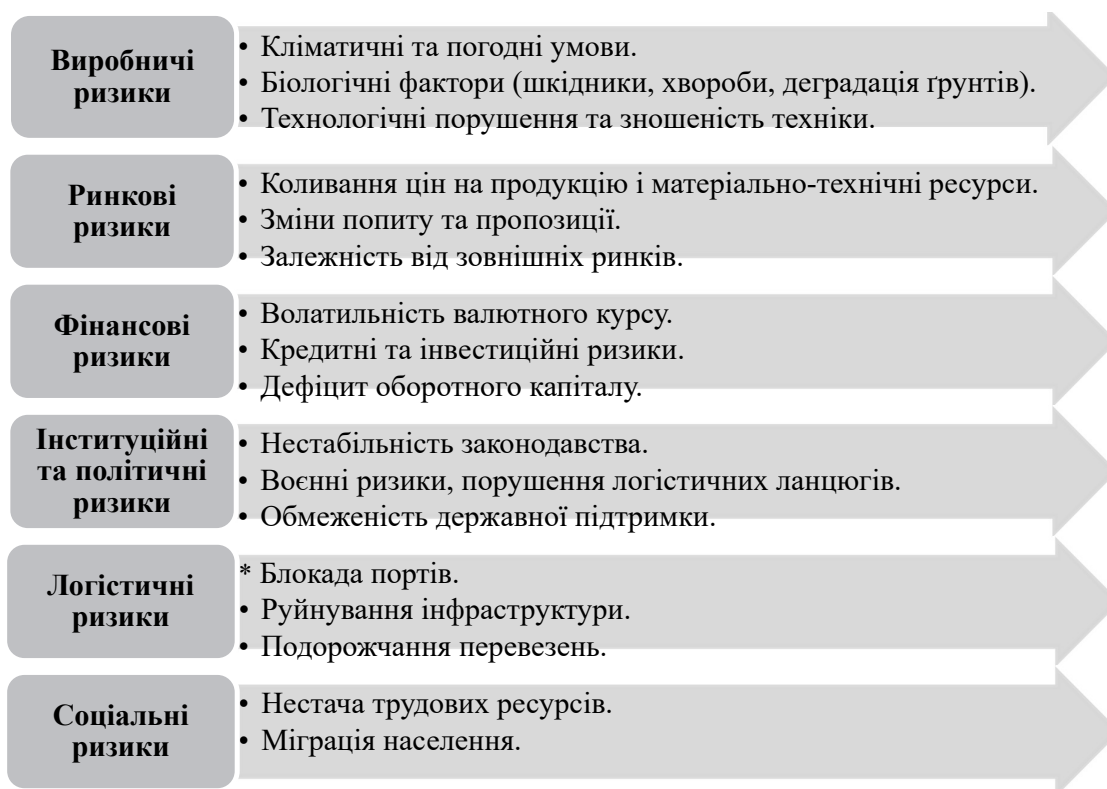 Виробничі
ризики
• Кліматичні та погодні умови.
• Біологічні фактори (шкідники, хвороби, деградація ґрунтів).
• Технологічні порушення та зношеність техніки.
Ринкові
ризики
• Коливання цін на продукцію і матеріально-технічні ресурси.
• Зміни попиту та пропозиції.
• Залежність від зовнішніх ринків.
Фінансові
ризики
• Волатильність валютного курсу.
• Кредитні та інвестиційні ризики.
• Дефіцит оборотного капіталу.
Інституційні
та політичні
ризики
• Нестабільність законодавства.
• Воєнні ризики, порушення логістичних ланцюгів.
• Обмеженість державної підтримки.
Логістичні
ризики
* Блокада портів.
• Руйнування інфраструктури.
• Подорожчання перевезень.
Соціальні
ризики
• Нестача трудових ресурсів.
• Міграція населення.